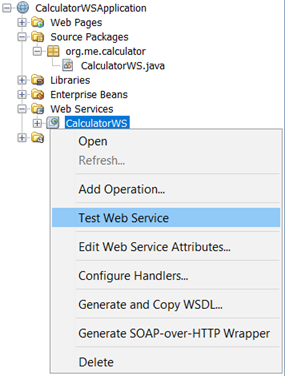 CalculatorWSApplication
Web Pages
Source Packages
org.me.calculator
CalculatorWS.java
Libraries
Enterprise Beans
Web Services
CalculatorWS
Open
Refresh...
Add Operation...
Test Web Service
Edit Web Service Attributes...
Configure Handlers...
Generate and Copy WSDL...
Generate SOAP-over-HTTP Wrapper
Delete